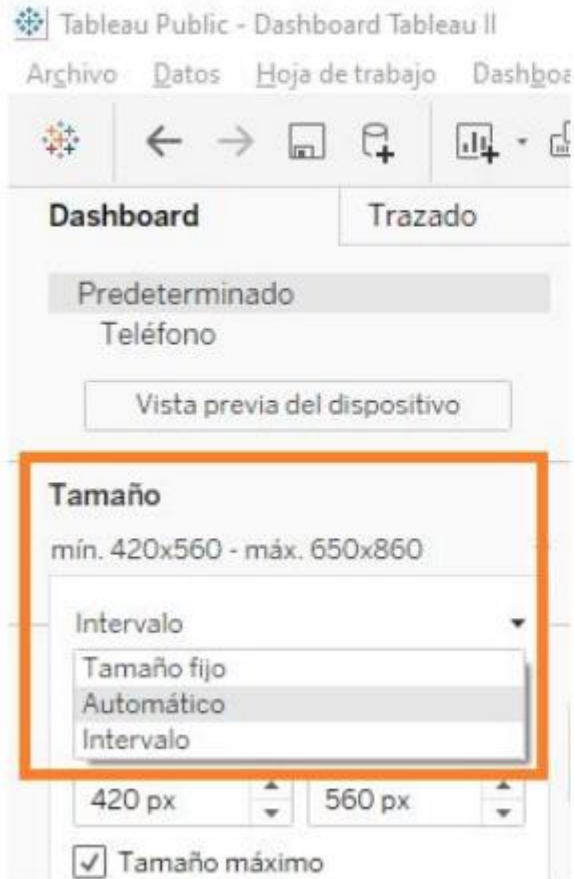 Tableau Public - Dashboard Tableau II
Archivo Datos Hoja de trabajo
Dashboard Trazado
Predeterminado
Teléfono
Vista previa del dispositivo
Tamaño
mín. 420x560 - máx. 650x860
Intervalo
Tamaño fijo
Automático
Intervalo
420 px 560 px
Tamaño máximo